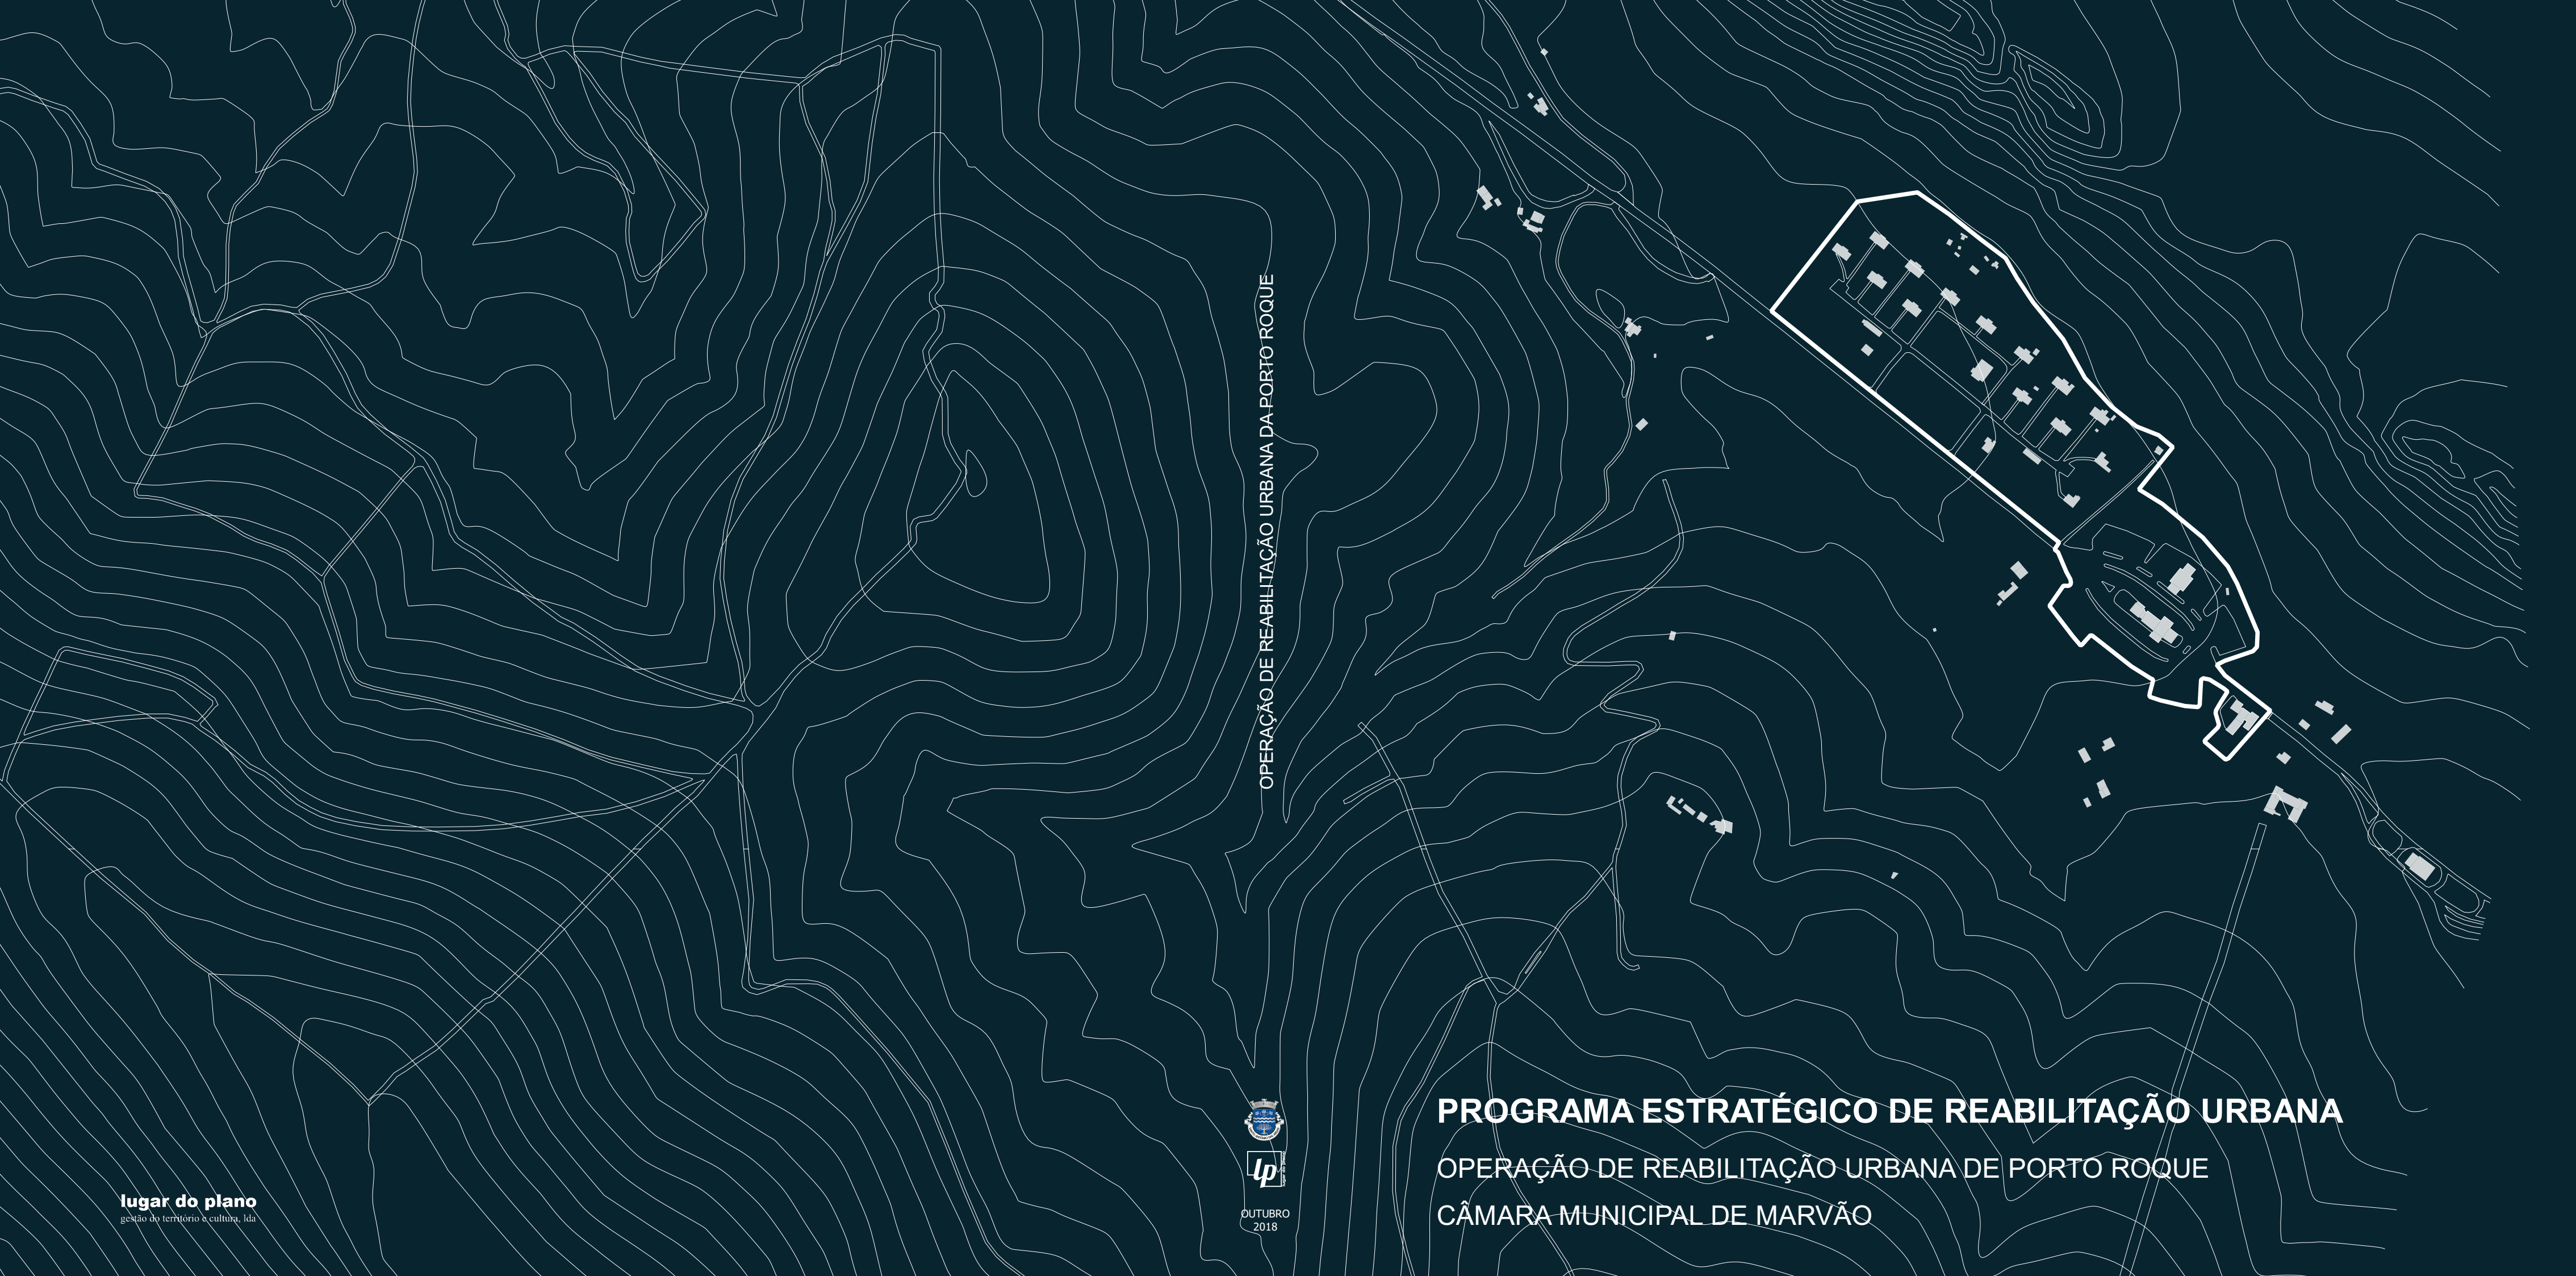 lugar do plano
gestão do território e cultura, lda
OPERAÇÃO DE REABILITAÇÃO URBANA DA PORTO ROQUE
lp
OUTUBRO
2018
PROGRAMA ESTRATÉGICO DE REABILITAÇÃO URBANA
OPERAÇÃO DE REABILITAÇÃO URBANA DE PORTO ROQUE
CÂMARA MUNICIPAL DE MARVÃO